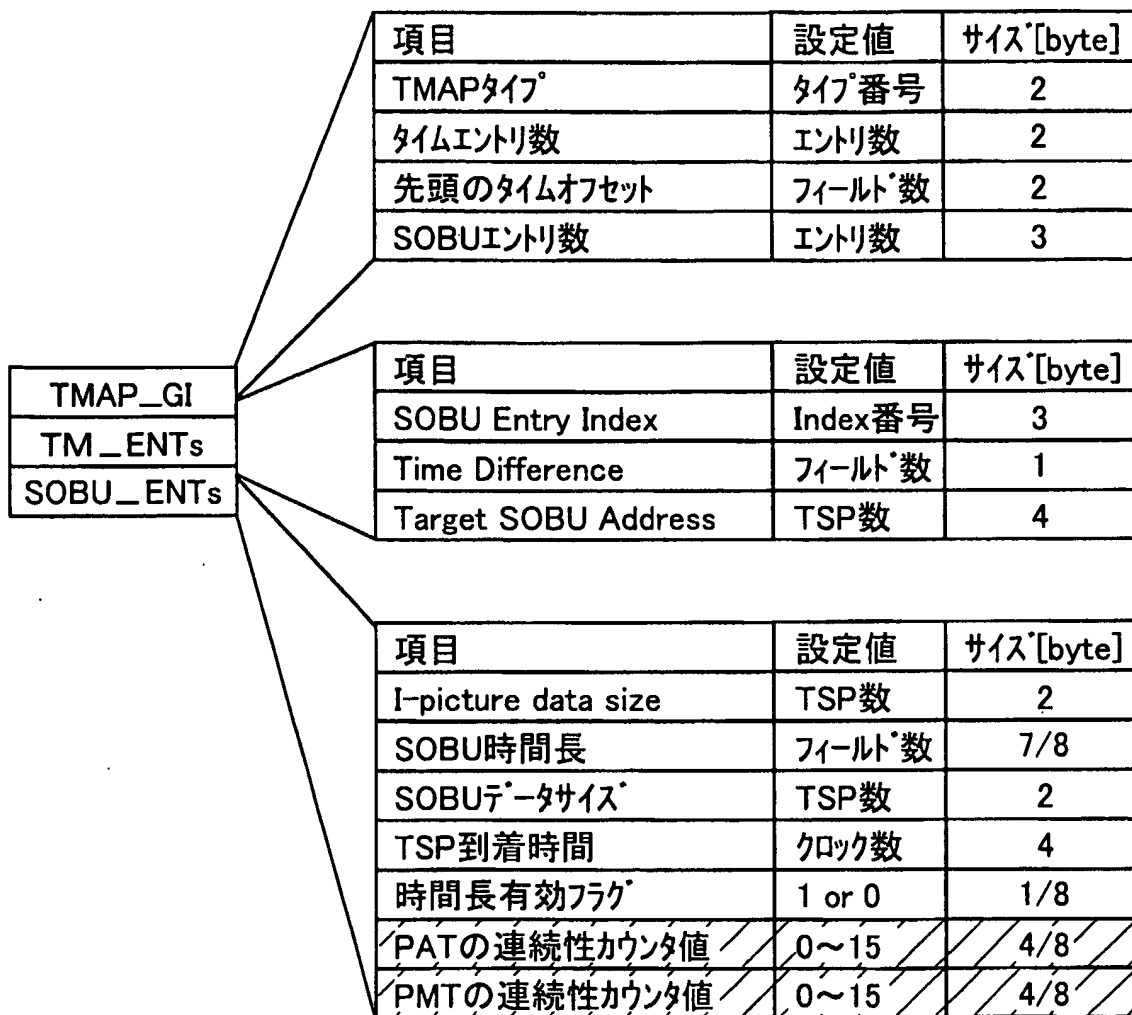 項目 設定値 サイズ[byte]
TMAPタイプ タイプ番号 2
タイムエントリ数 エントリ数 2
先頭のタイムオフセット フィールド数 2
SOBUエントリ数 エントリ数 3
TMAP_GI
TM_ENTs
SOBU_ENTs
項目 設定値 サイズ[byte]
SOBU Entry Index Index番号 3
Time Difference フィールド数 1
Target SOBU Address TSP数 4
項目 設定値 サイズ[byte]
I-picture data size TSP数 2
SOBU時間長 フィールド数 7/8
SOBUデータサイズ TSP数 2
TSP到着時間 クロック数 4
時間長有効フラグ 1 or 0 1/8
PATの連続性カウンタ値 0～15 4/8
PMTの連続性カウンタ値 0～15 4/8